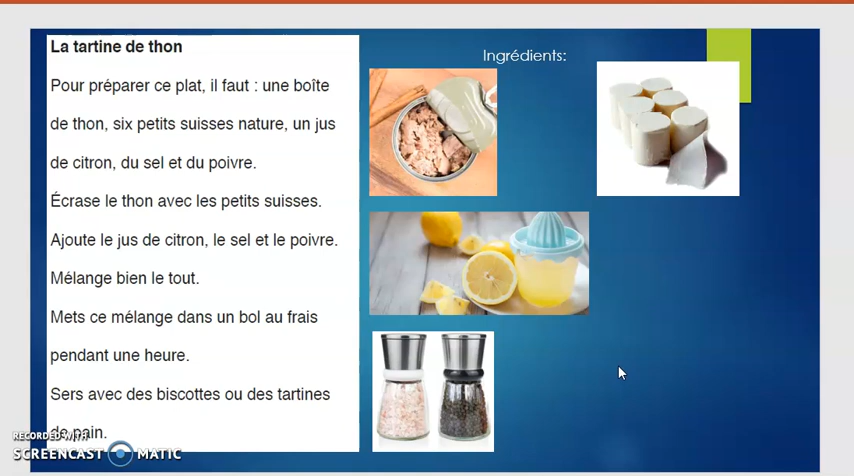 La tartine de thon
Pour préparer ce plat, il faut : une boîte
de thon, six petits suisses nature, un jus
de citron, du sel et du poivre.
Écrase le thon avec les petits suisses.
Ajoute le jus de citron, le sel et le poivre.
Mélange bien le tout.
Mets ce mélange dans un bol au frais
pendant une heure.
Sers avec des biscottes ou des tartines
de pain.
Ingrédients:
RECORDED WITH
SCREENCAST MATIC